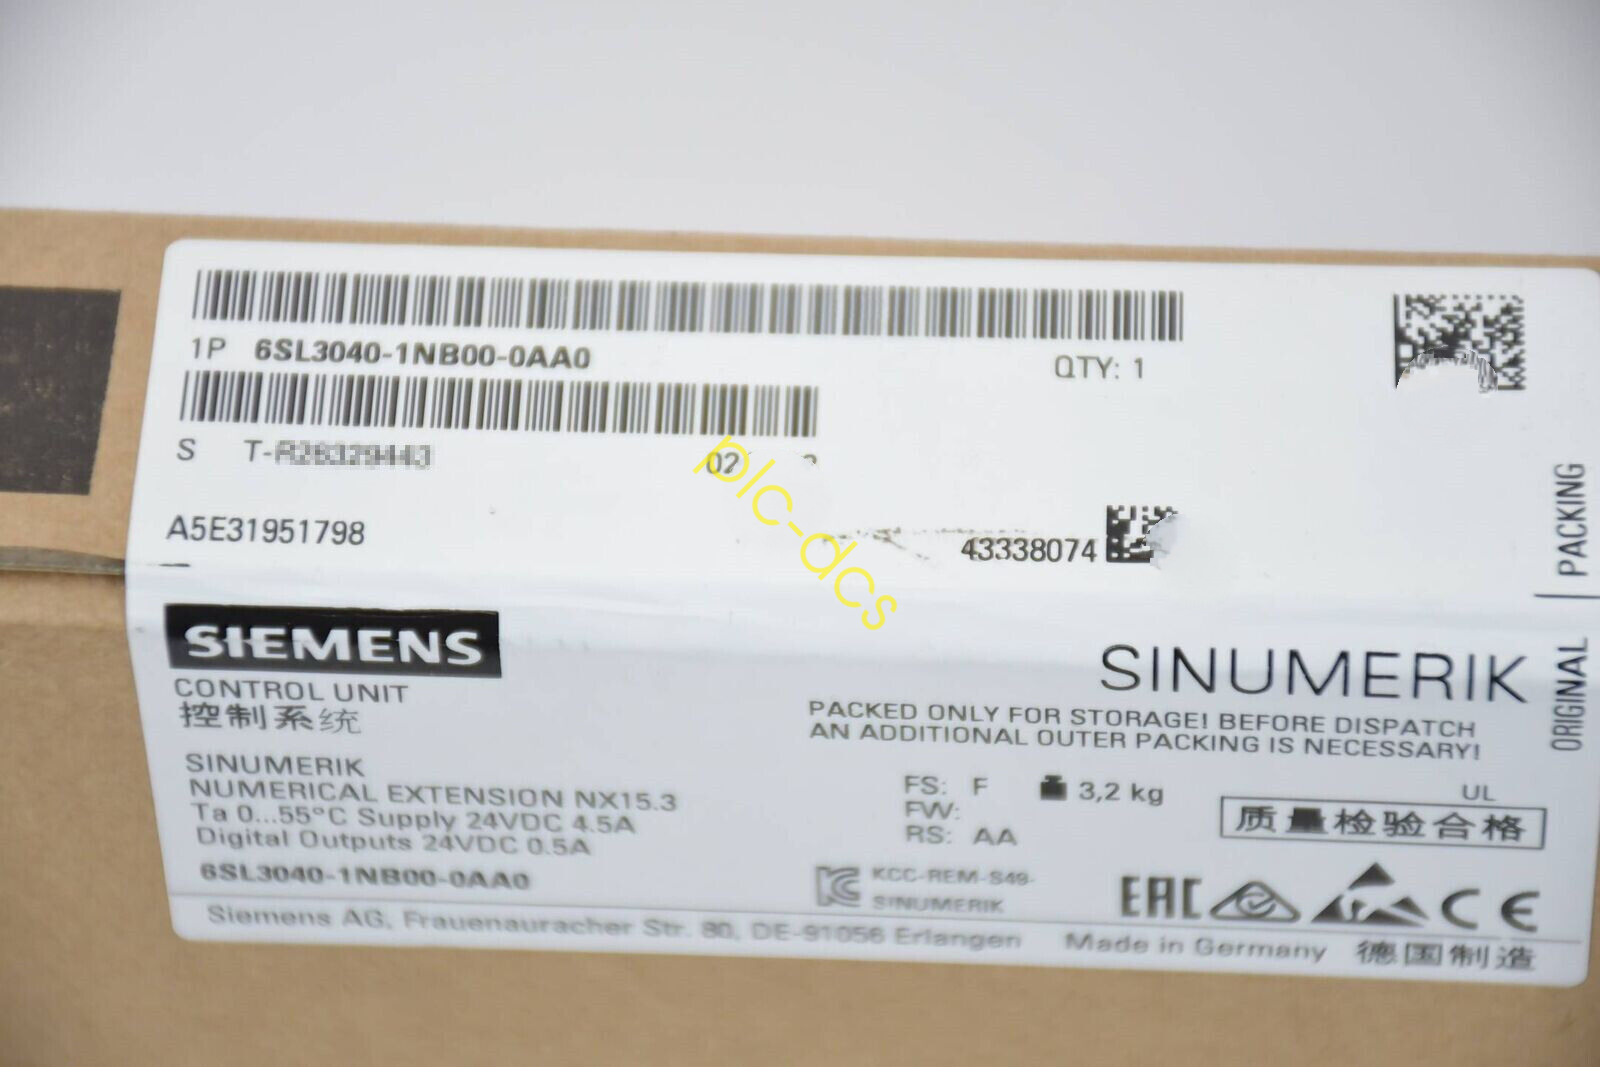 1P 6SL3040-1NB00-0AA0
QTY: 1
S T-
02
A5E31951798
43338074
plc-dcs
ORIGINAL | PACKING
SIEMENS
SINUMERIK
CONTROL UNIT
控制系统
PACKED ONLY FOR STORAGE! BEFORE DISPATCH
AN ADDITIONAL OUTER PACKING IS NECESSARY!
SINUMERIK
NUMERICAL EXTENSION NX15.3
Ta 0...55°C Supply 24VDC 4.5A
Digital Outputs 24VDC 0.5A
6SL3040-1NB00-0AA0
FS: F
3,2 kg
FW:
RS: AA
UL
质量检验合格
KCC-REM-S49-
SINUMERIK
EAC
CE
Siemens AG, Frauenauracher Str. 80, DE-91056 Erlangen
Made in Germany 德国制造